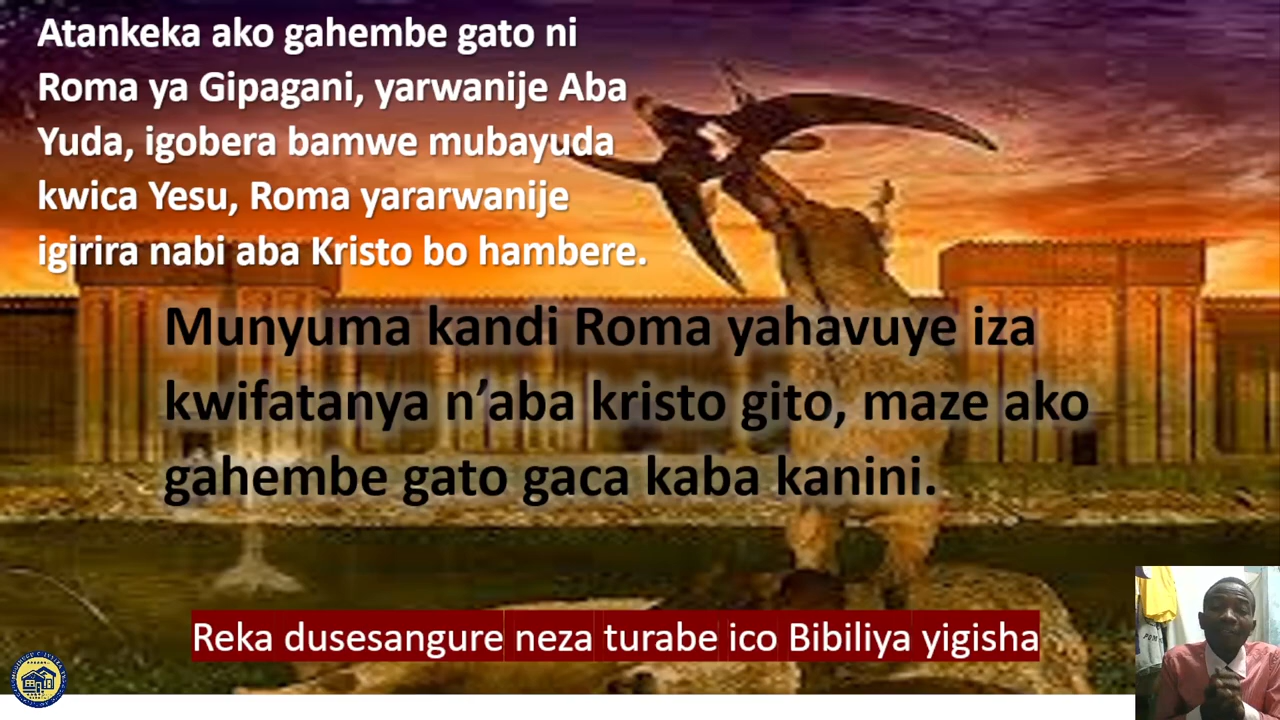 Atankeka ako gahembe gato ni
Roma ya Gipagani, yarwanije Aba
Yuda, igobera bamwe mubayuda
kwica Yesu, Roma yararwanije
igirira nabi aba Kristo bo hambere.
Munyuma kandi Roma yahavuye iza
kwifatanya n’aba kristo gito, maze ako
gahembe gato gaca kaba kanini.
Reka dusesangure neza turabe ico Bibiliya yigisha